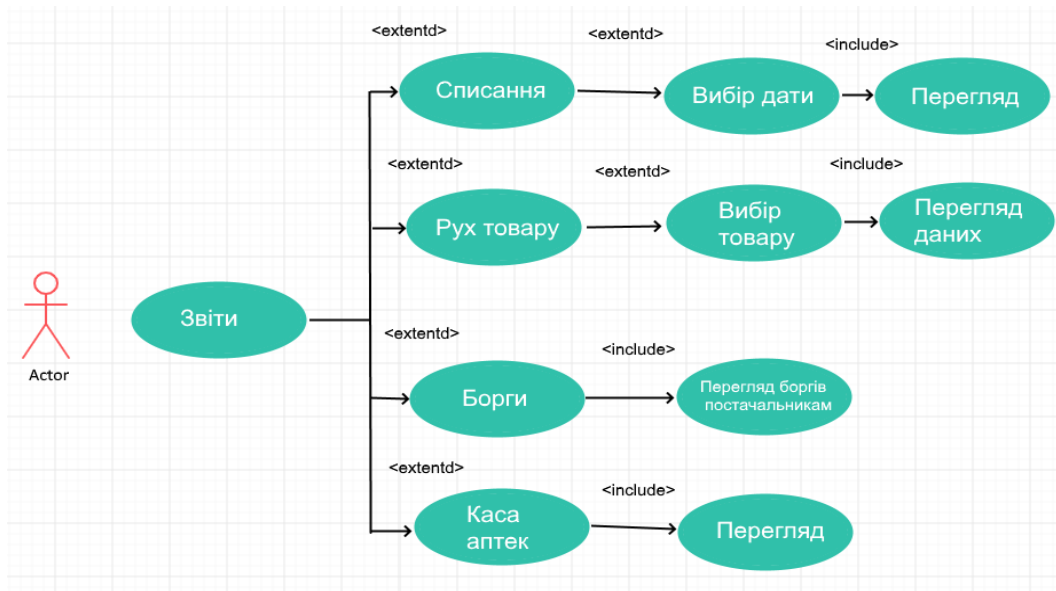 <extentd>
<extentd>
<include>
Списання
Вибір дати
Перегляд
<extentd>
<extentd>
<include>
Рух товару
Вибір
товару
Перегляд
даних
Звіти
Actor
<extentd>
<include>
Борги
Перегляд боргів
постачальникам
<extentd>
<include>
Каса
аптек
Перегляд